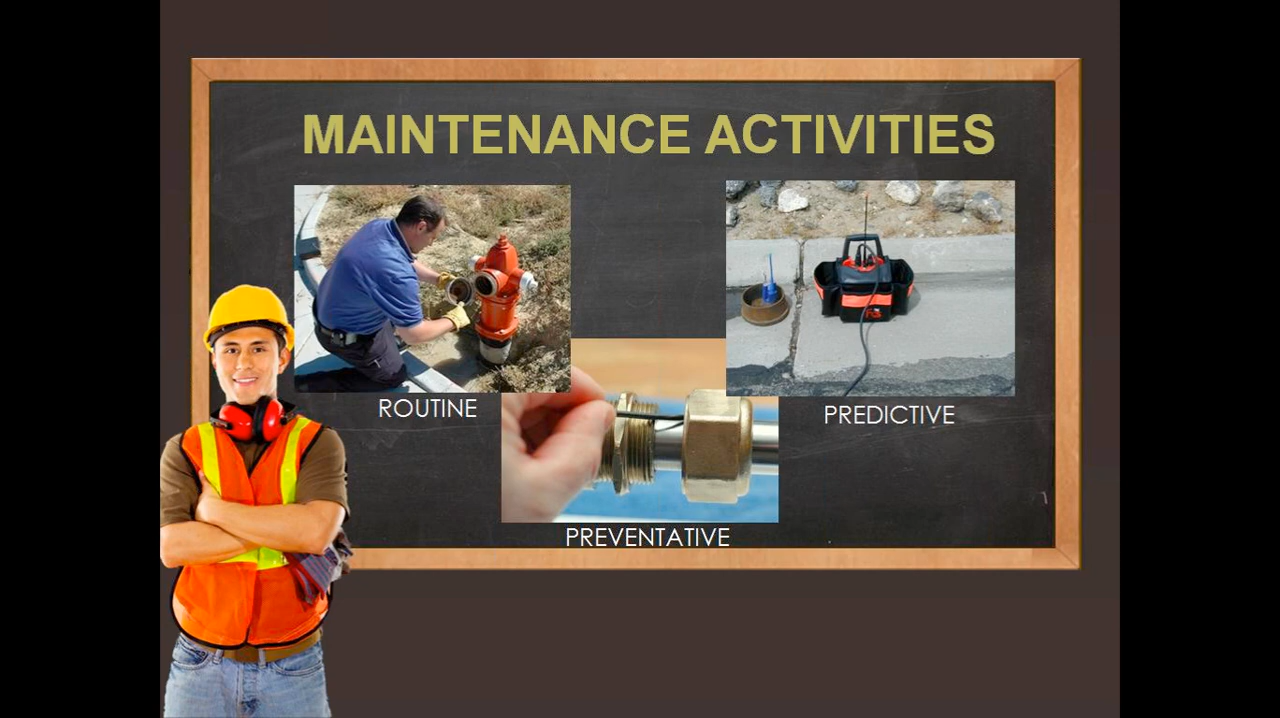 MAINTENANCE ACTIVITIES
ROUTINE
PREDICTIVE
PREVENTATIVE